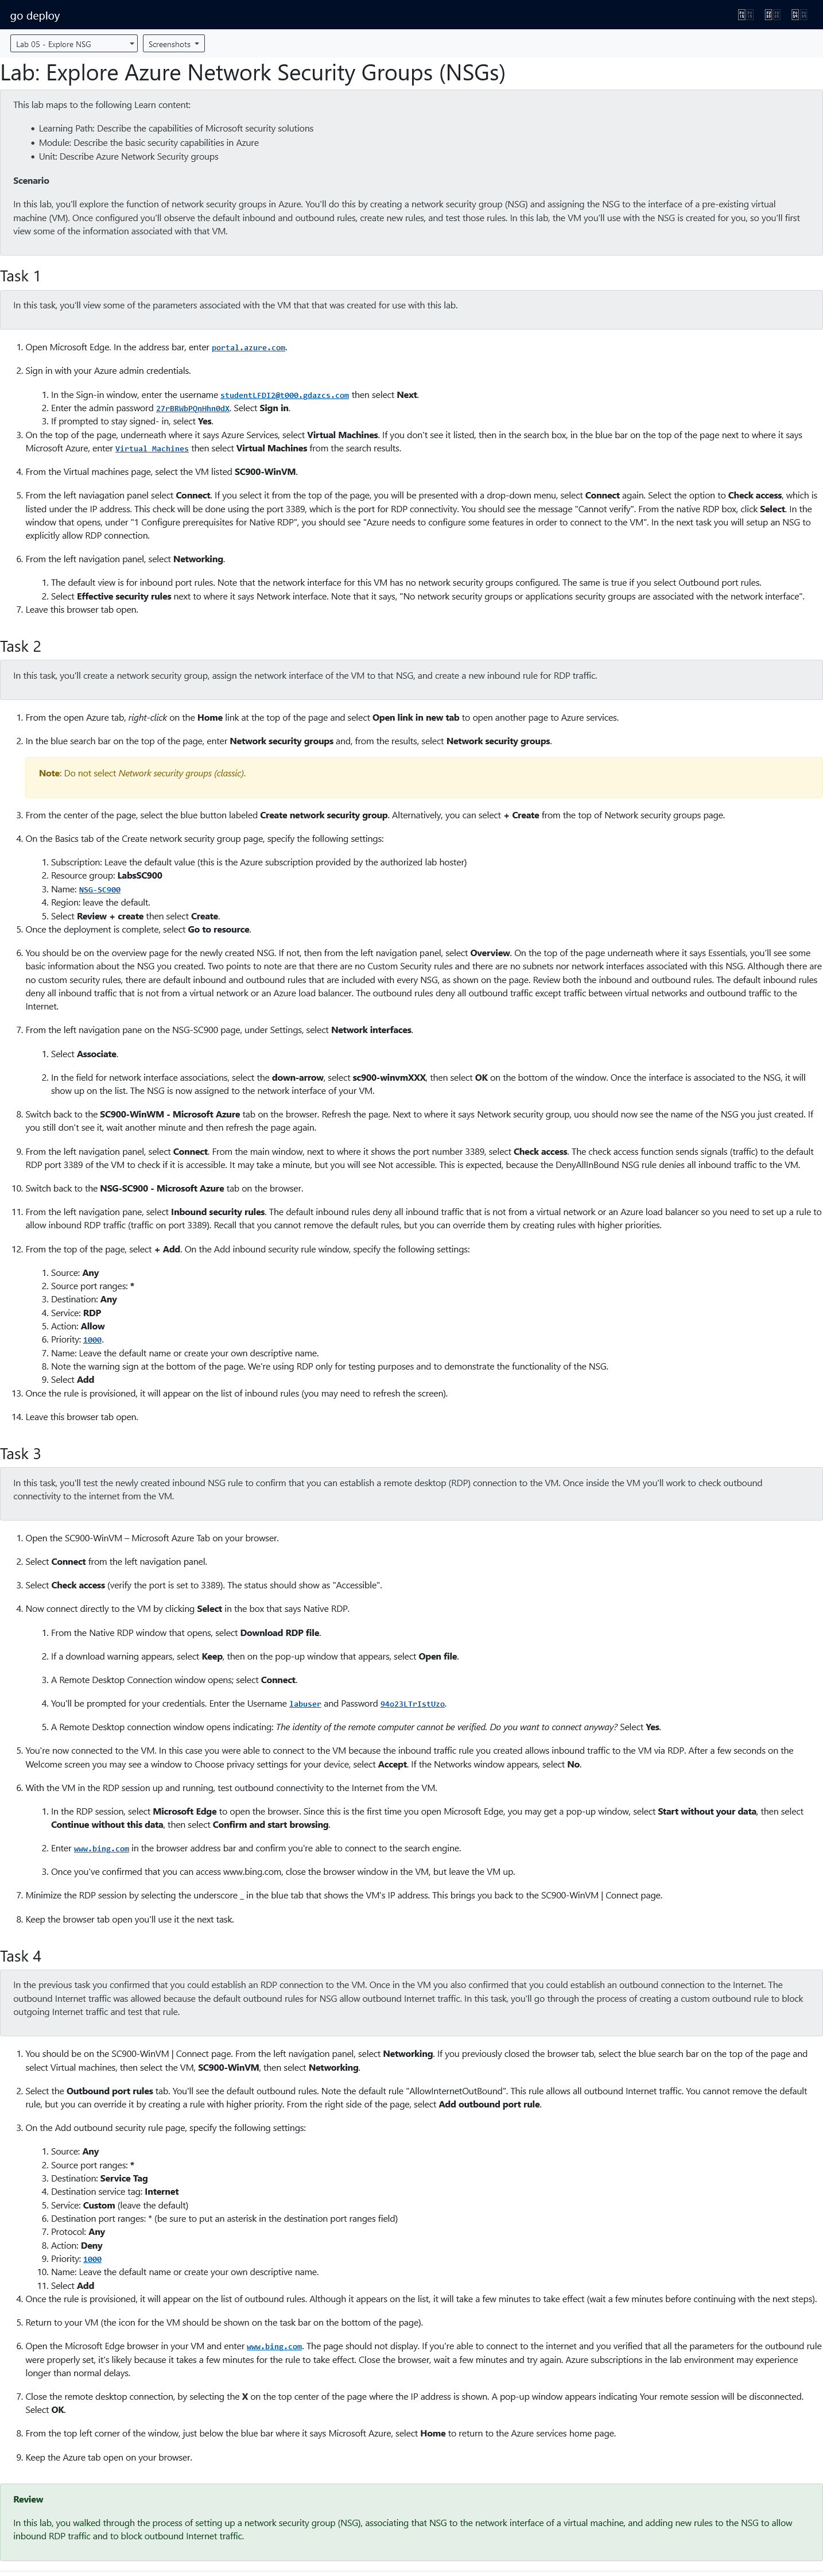 go deploy
Lab 05 - Explore NSG
Screenshots
Lab: Explore Azure Network Security Groups (NSGs)
This lab maps to the following Learn content:
• Learning Path: Describe the capabilities of Microsoft security solutions
• Module: Describe the basic security capabilities in Azure
• Unit: Describe Azure Network Security groups
Scenario
In this lab, you'll explore the function of network security groups in Azure. You'll do this by creating a network security group (NSG) and assigning the NSG to the interface of a pre-existing virtual
machine (VM). Once configured you'll observe the default inbound and outbound rules, create new rules, and test those rules. In this lab, the VM you'll use with the NSG is created for you, so you'll first
view some of the information associated with that VM.
Task 1
In this task, you'll view some of the parameters associated with the VM that that was created for use with this lab.
1. Open Microsoft Edge. In the address bar, enter portal.azure.com.
2. Sign in with your Azure admin credentials.
1. In the Sign-in window, enter the username studentLFDI2@t000.gdazcs.com then select Next.
2. Enter the admin password 27rBRWbPQnHhn0dX. Select Sign in.
3. If prompted to stay signed- in, select Yes.
3. On the top of the page, underneath where it says Azure Services, select Virtual Machines. If you don't see it listed, then in the search box, in the blue bar on the top of the page next to where it says
Microsoft Azure, enter Virtual Machines then select Virtual Machines from the search results.
4. From the Virtual machines page, select the VM listed SC900-WinVM.
5. From the left naviagation panel select Connect. If you select it from the top of the page, you will be presented with a drop-down menu, select Connect again. Select the option to Check access, which is
listed under the IP address. This check will be done using the port 3389, which is the port for RDP connectivity. You should see the message "Cannot verify". From the native RDP box, click Select. In the
window that opens, under "1 Configure prerequisites for Native RDP", you should see "Azure needs to configure some features in order to connect to the VM". In the next task you will setup an NSG to
explicitly allow RDP connection.
6. From the left navigation panel, select Networking.
1. The default view is for inbound port rules. Note that the network interface for this VM has no network security groups configured. The same is true if you select Outbound port rules.
2. Select Effective security rules next to where it says Network interface. Note that it says, "No network security groups or applications security groups are associated with the network interface".
7. Leave this browser tab open.
Task 2
In this task, you'll create a network security group, assign the network interface of the VM to that NSG, and create a new inbound rule for RDP traffic.
1. From the open Azure tab, right-click on the Home link at the top of the page and select Open link in new tab to open another page to Azure services.
2. In the blue search bar on the top of the page, enter Network security groups and, from the results, select Network security groups.
Note: Do not select Network security groups (classic).
3. From the center of the page, select the blue button labeled Create network security group. Alternatively, you can select + Create from the top of Network security groups page.
4. On the Basics tab of the Create network security group page, specify the following settings:
1. Subscription: Leave the default value (this is the Azure subscription provided by the authorized lab hoster)
2. Resource group: LabsSC900
3. Name: NSG-SC900
4. Region: leave the default.
5. Select Review + create then select Create.
5. Once the deployment is complete, select Go to resource.
6. You should be on the overview page for the newly created NSG. If not, then from the left navigation panel, select Overview. On the top of the page underneath where it says Essentials, you'll see some
basic information about the NSG you created. Two points to note are that there are no Custom Security rules and there are no subnets nor network interfaces associated with this NSG. Although there are
no custom security rules, there are default inbound and outbound rules that are included with every NSG, as shown on the page. Review both the inbound and outbound rules. The default inbound rules
deny all inbound traffic that is not from a virtual network or an Azure load balancer. The outbound rules deny all outbound traffic except traffic between virtual networks and outbound traffic to the
Internet.
7. From the left navigation pane on the NSG-SC900 page, under Settings, select Network interfaces.
1. Select Associate.
2. In the field for network interface associations, select the down-arrow, select sc900-winvmXXX, then select OK on the bottom of the window. Once the interface is associated to the NSG, it will
show up on the list. The NSG is now assigned to the network interface of your VM.
8. Switch back to the SC900-WinWM - Microsoft Azure tab on the browser. Refresh the page. Next to where it says Network security group, uou should now see the name of the NSG you just created. If
you still don't see it, wait another minute and then refresh the page again.
9. From the left navigation panel, select Connect. From the main window, next to where it shows the port number 3389, select Check access. The check access function sends signals (traffic) to the default
RDP port 3389 of the VM to check if it is accessible. It may take a minute, but you will see Not accessible. This is expected, because the DenyAllInBound NSG rule denies all inbound traffic to the VM.
10. Switch back to the NSG-SC900 - Microsoft Azure tab on the browser.
11. From the left navigation pane, select Inbound security rules. The default inbound rules deny all inbound traffic that is not from a virtual network or an Azure load balancer so you need to set up a rule to
allow inbound RDP traffic (traffic on port 3389). Recall that you cannot remove the default rules, but you can override them by creating rules with higher priorities.
12. From the top of the page, select + Add. On the Add inbound security rule window, specify the following settings:
1. Source: Any
2. Source port ranges: *
3. Destination: Any
4. Service: RDP
5. Action: Allow
6. Priority: 1000.
7. Name: Leave the default name or create your own descriptive name.
8. Note the warning sign at the bottom of the page. We're using RDP only for testing purposes and to demonstrate the functionality of the NSG.
9. Select Add
13. Once the rule is provisioned, it will appear on the list of inbound rules (you may need to refresh the screen).
14. Leave this browser tab open.
Task 3
In this task, you'll test the newly created inbound NSG rule to confirm that you can establish a remote desktop (RDP) connection to the VM. Once inside the VM you'll work to check outbound
connectivity to the internet from the VM.
1. Open the SC900-WinVM – Microsoft Azure Tab on your browser.
2. Select Connect from the left navigation panel.
3. Select Check access (verify the port is set to 3389). The status should show as "Accessible".
4. Now connect directly to the VM by clicking Select in the box that says Native RDP.
1. From the Native RDP window that opens, select Download RDP file.
2. If a download warning appears, select Keep, then on the pop-up window that appears, select Open file.
3. A Remote Desktop Connection window opens; select Connect.
4. You'll be prompted for your credentials. Enter the Username labuser and Password 94o23LTrIstUzo.
5. A Remote Desktop connection window opens indicating: The identity of the remote computer cannot be verified. Do you want to connect anyway? Select Yes.
5. You're now connected to the VM. In this case you were able to connect to the VM because the inbound traffic rule you created allows inbound traffic to the VM via RDP. After a few seconds on the
Welcome screen you may see a window to Choose privacy settings for your device, select Accept. If the Networks window appears, select No.
6. With the VM in the RDP session up and running, test outbound connectivity to the Internet from the VM.
1. In the RDP session, select Microsoft Edge to open the browser. Since this is the first time you open Microsoft Edge, you may get a pop-up window, select Start without your data, then select
Continue without this data, then select Confirm and start browsing.
2. Enter www.bing.com in the browser address bar and confirm you're able to connect to the search engine.
3. Once you've confirmed that you can access www.bing.com, close the browser window in the VM, but leave the VM up.
7. Minimize the RDP session by selecting the underscore _ in the blue tab that shows the VM's IP address. This brings you back to the SC900-WinVM | Connect page.
8. Keep the browser tab open you'll use it the next task.
Task 4
In the previous task you confirmed that you could establish an RDP connection to the VM. Once in the VM you also confirmed that you could establish an outbound connection to the Internet. The
outbound Internet traffic was allowed because the default outbound rules for NSG allow outbound Internet traffic. In this task, you'll go through the process of creating a custom outbound rule to block
outgoing Internet traffic and test that rule.
1. You should be on the SC900-WinVM | Connect page. From the left navigation panel, select Networking. If you previously closed the browser tab, select the blue search bar on the top of the page and
select Virtual machines, then select the VM, SC900-WinVM, then select Networking.
2. Select the Outbound port rules tab. You'll see the default outbound rules. Note the default rule "AllowInternetOutBound". This rule allows all outbound Internet traffic. You cannot remove the default
rule, but you can override it by creating a rule with higher priority. From the right side of the page, select Add outbound port rule.
3. On the Add outbound security rule page, specify the following settings:
1. Source: Any
2. Source port ranges: *
3. Destination: Service Tag
4. Destination service tag: Internet
5. Service: Custom (leave the default)
6. Destination port ranges: * (be sure to put an asterisk in the destination port ranges field)
7. Protocol: Any
8. Action: Deny
9. Priority: 1000
10. Name: Leave the default name or create your own descriptive name.
11. Select Add
4. Once the rule is provisioned, it will appear on the list of outbound rules. Although it appears on the list, it will take a few minutes to take effect (wait a few minutes before continuing with the next steps).
5. Return to your VM (the icon for the VM should be shown on the task bar on the bottom of the page).
6. Open the Microsoft Edge browser in your VM and enter www.bing.com. The page should not display. If you're able to connect to the internet and you verified that all the parameters for the outbound rule
were properly set, it's likely because it takes a few minutes for the rule to take effect. Close the browser, wait a few minutes and try again. Azure subscriptions in the lab environment may experience
longer than normal delays.
7. Close the remote desktop connection, by selecting the X on the top center of the page where the IP address is shown. A pop-up window appears indicating Your remote session will be disconnected.
Select OK.
8. From the top left corner of the window, just below the blue bar where it says Microsoft Azure, select Home to return to the Azure services home page.
9. Keep the Azure tab open on your browser.
Review
In this lab, you walked through the process of setting up a network security group (NSG), associating that NSG to the network interface of a virtual machine, and adding new rules to the NSG to allow
inbound RDP traffic and to block outbound Internet traffic.